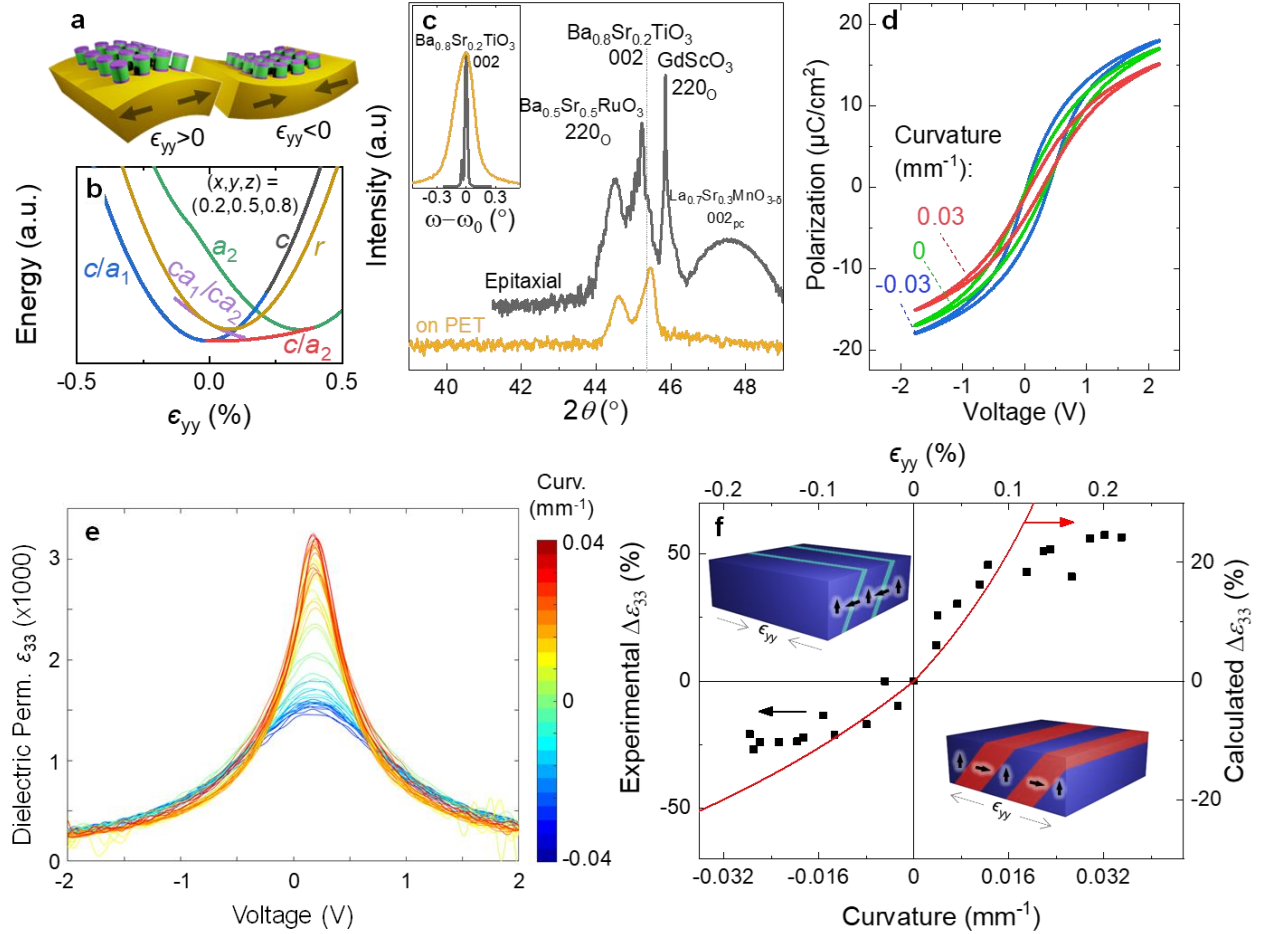 a
ϵyy>0
ϵyy<0
b
(x,y,z) =
(0.2,0.5,0.8)
c/a1
ca1/ca2
a2
c
r
c/a2
Energy (a.u.)
-0.5
0.0
0.5
ϵyy (%)
c
Ba0.8Sr0.2TiO3
002
-0.3
0
0.3
ω−ω0 (°)
Ba0.8Sr0.2TiO3
002
GdScO3
220O
Ba0.5Sr0.5RuO3
220O
La0.7Sr0.3MnO3-δ
002pc
Epitaxial
on PET
Intensity (a.u)
40
42
44
46
48
2θ (°)
d
Curvature
(mm-1):
0.03
0
-0.03
Polarization (µC/cm2)
20
10
0
-10
-20
-2
-1
0
1
2
Voltage (V)
e
Dielectric Perm. ε33 (x1000)
3
2
1
0
-2
-1
0
1
2
Voltage (V)
Curv.
(mm-1)
0.04
0
-0.04
ϵyy (%)
-0.2
-0.1
0
0.1
0.2
f
ϵyy
ϵyy
Experimental Δε33 (%)
50
0
-50
Calculated Δε33 (%)
20
0
-20
-0.032
-0.016
0
0.016
0.032
Curvature (mm-1)